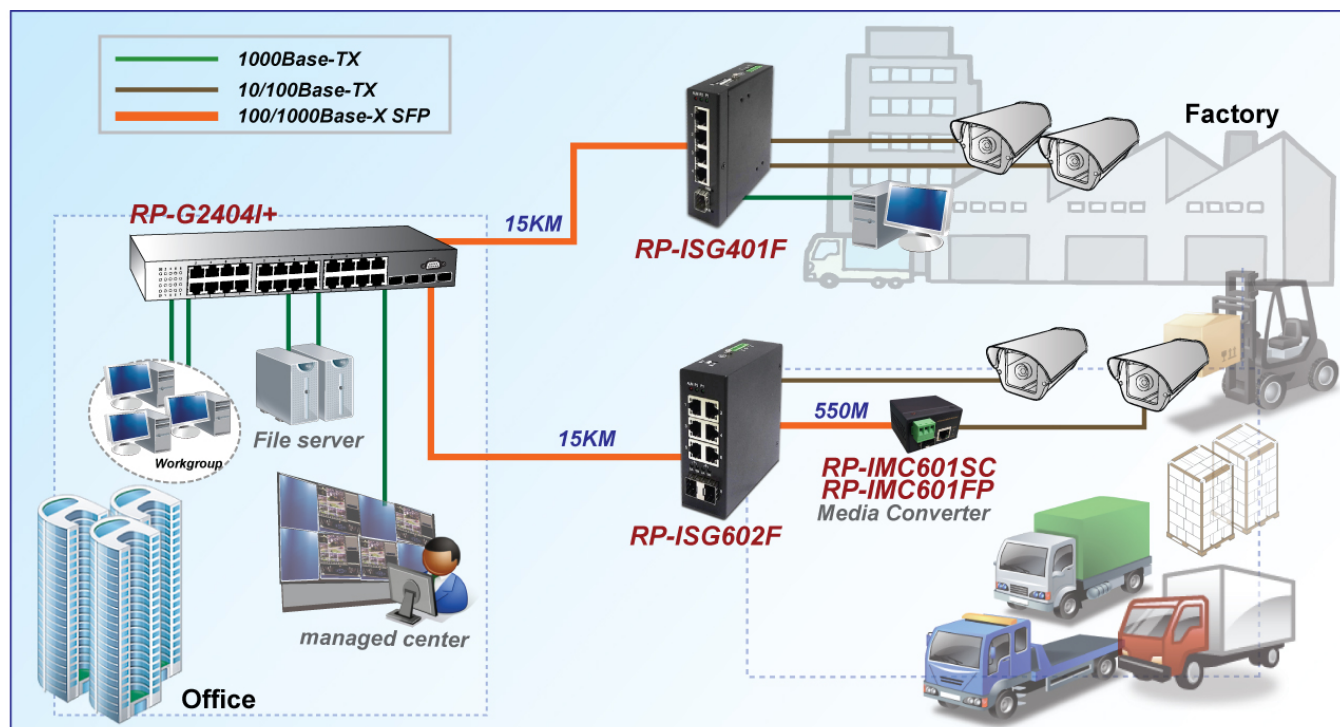 1000Base-TX
10/100Base-TX
100/1000Base-X SFP
Factory
RP-G2404I+
15KM
RP-ISG401F
File server
Workgroup
15KM
550M
RP-IMC601SC
RP-IMC601FP
Media Converter
RP-ISG602F
managed center
Office